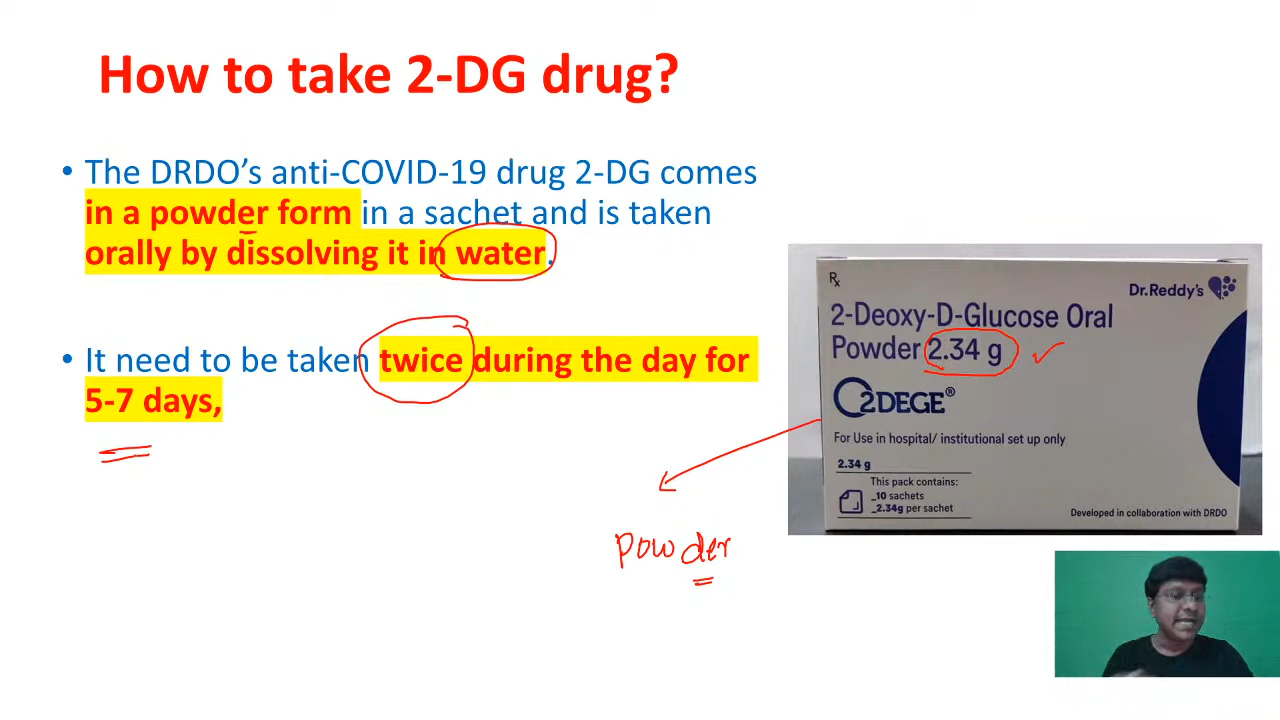 How to take 2-DG drug?
• The DRDO's anti-COVID-19 drug 2-DG comes
in a powder form in a sachet and is taken
orally by dissolving it in water.
• It need to be taken twice during the day for
5-7 days,
Rx
Dr.Reddy's
2-Deoxy-D-Glucose Oral
Powder 2.34 g
2DEGE®
For Use in hospital/ institutional set up only
2.34 g
This pack contains:
_10 sachets
_2.34g per sachet
Developed in collaboration with DRDO
Powder